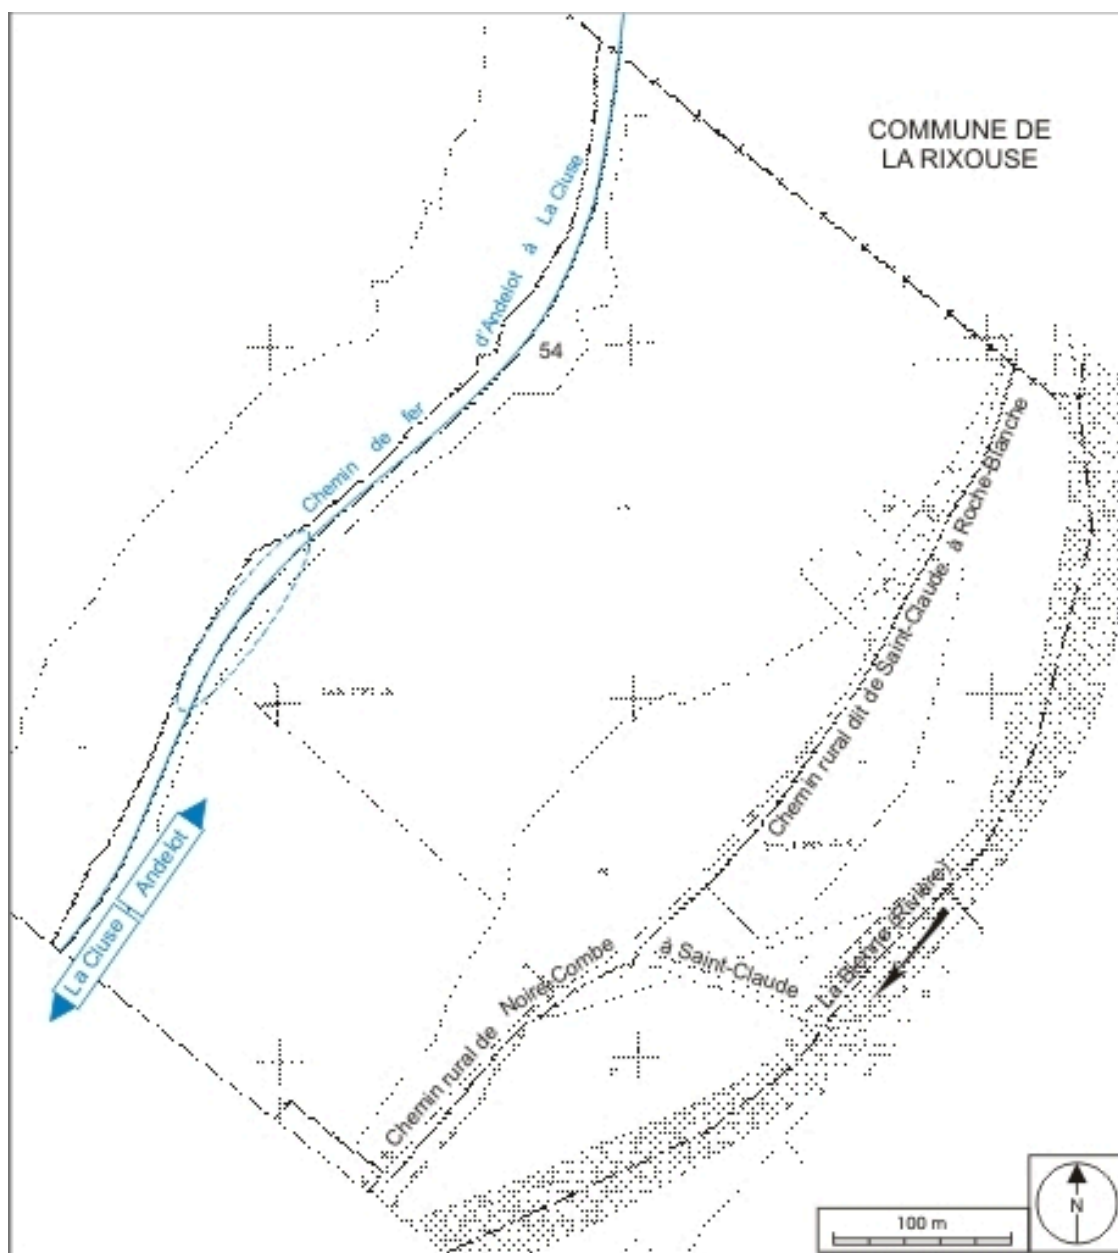 COMMUNE DE
LA RIXOUSE
Chemin de fer d'Andelot à La Cluse
54
Chemin rural dit de Saint-Claude à Roche-Blanche
Andelot
La Cluse
à Saint-Claude
La Bienne (Rivière)
Chemin rural de Noire-Combe
100 m
N